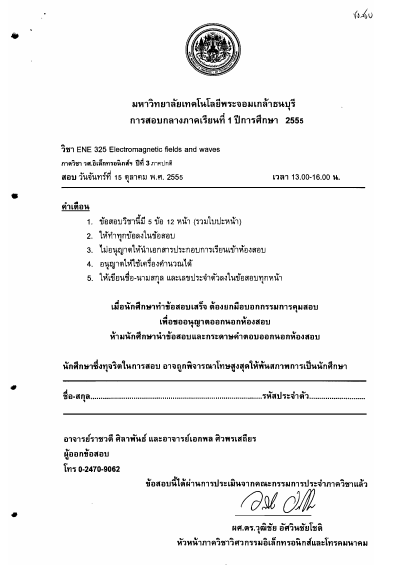 มหาวิทยาลัยเทคโนโลยีพระจอมเกล้าธนบุรี
การสอบกลางภาคเรียนที่ 1 ปีการศึกษา 2555
วิชา ENE 325 Electromagnetic fields and waves
ภาควิชา วศ.อิเล็กทรอนิกส์ฯ ปีที่ 3 ภาคปกติ
สอบ วันจันทร์ที่ 15 ตุลาคม พ.ศ. 2555 เวลา 13.00-16.00 น.
คำเตือน
1. ข้อสอบวิชานี้มี 5 ข้อ 12 หน้า (รวมใบปะหน้า)
2. ให้ทำทุกข้อลงในข้อสอบ
3. ไม่อนุญาตให้นำเอกสารประกอบการเรียนเข้าห้องสอบ
4. อนุญาตให้ใช้เครื่องคำนวณได้
5. ให้เขียนชื่อ-นามสกุล และเลขประจำตัวลงในข้อสอบทุกหน้า
เมื่อนักศึกษาทำข้อสอบเสร็จ ต้องยกมือบอกกรรมการคุมสอบ
เพื่อขออนุญาตออกนอกห้องสอบ
ห้ามนักศึกษานำข้อสอบและกระดาษคำตอบออกนอกห้องสอบ
นักศึกษาซึ่งทุจริตในการสอบ อาจถูกพิจารณาโทษสูงสุดให้พ้นสภาพการเป็นนักศึกษา
ชื่อ-สกุล..........................................................รหัสประจำตัว...................
อาจารย์ราชวดี ศิลาพันธ์ และอาจารย์เอกพล ศิวพรเสถียร
ผู้ออกข้อสอบ
โทร 0-2470-9062
ข้อสอบนี้ได้ผ่านการประเมินจากคณะกรรมการประจำภาควิชาแล้ว
ผศ.ดร.วุฒิชัย อัศวินชัยโชติ
หัวหน้าภาควิชาวิศวกรรมอิเล็กทรอนิกส์และโทรคมนาคม